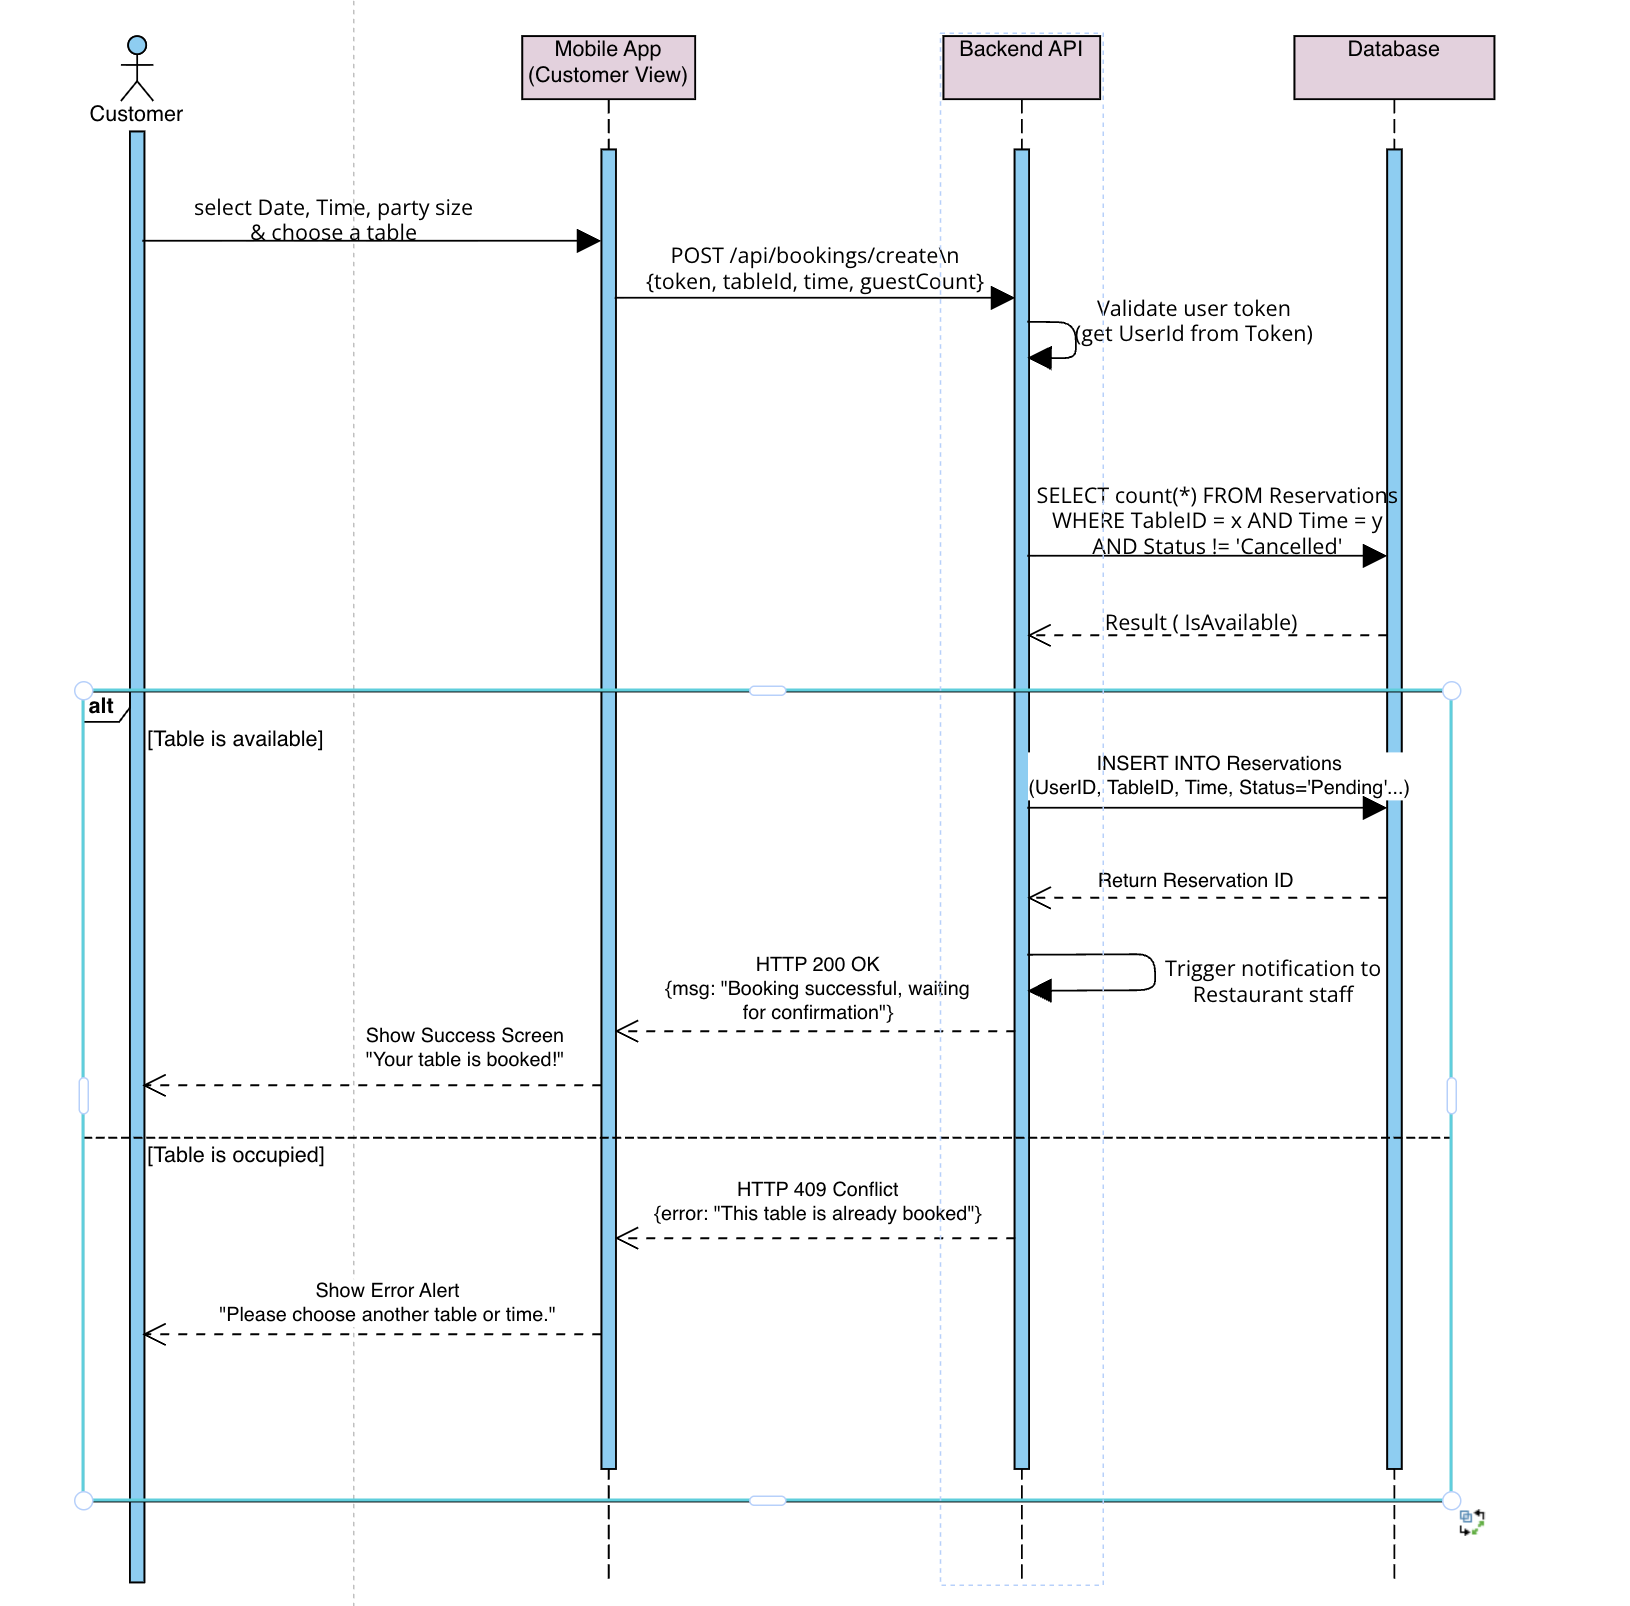 Customer
Mobile App
(Customer View)
Backend API
Database
select Date, Time, party size
& choose a table
POST /api/bookings/create\n
{token, tableId, time, guestCount}
Validate user token
(get UserId from Token)
SELECT count(*) FROM Reservations
WHERE TableID = x AND Time = y
AND Status != 'Cancelled'
Result ( IsAvailable)
alt
[Table is available]
INSERT INTO Reservations
(UserID, TableID, Time, Status='Pending'...)
Return Reservation ID
Trigger notification to
Restaurant staff
HTTP 200 OK
{msg: "Booking successful, waiting
for confirmation"}
Show Success Screen
"Your table is booked!"
[Table is occupied]
HTTP 409 Conflict
{error: "This table is already booked"}
Show Error Alert
"Please choose another table or time."